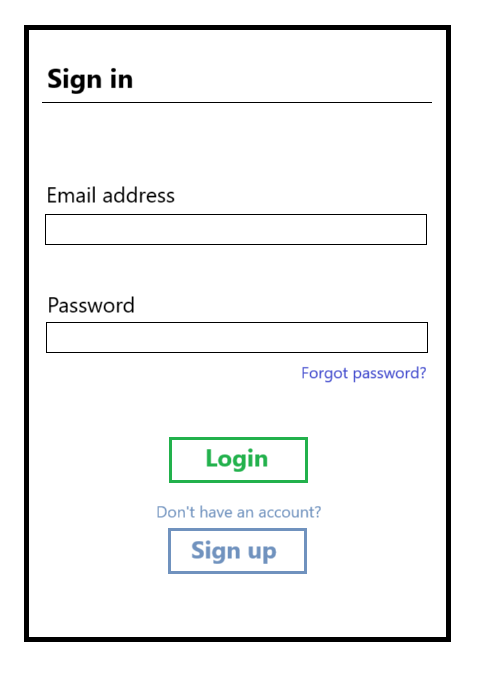 Sign in
Email address
Password
Forgot password?
Login
Don't have an account?
Sign up